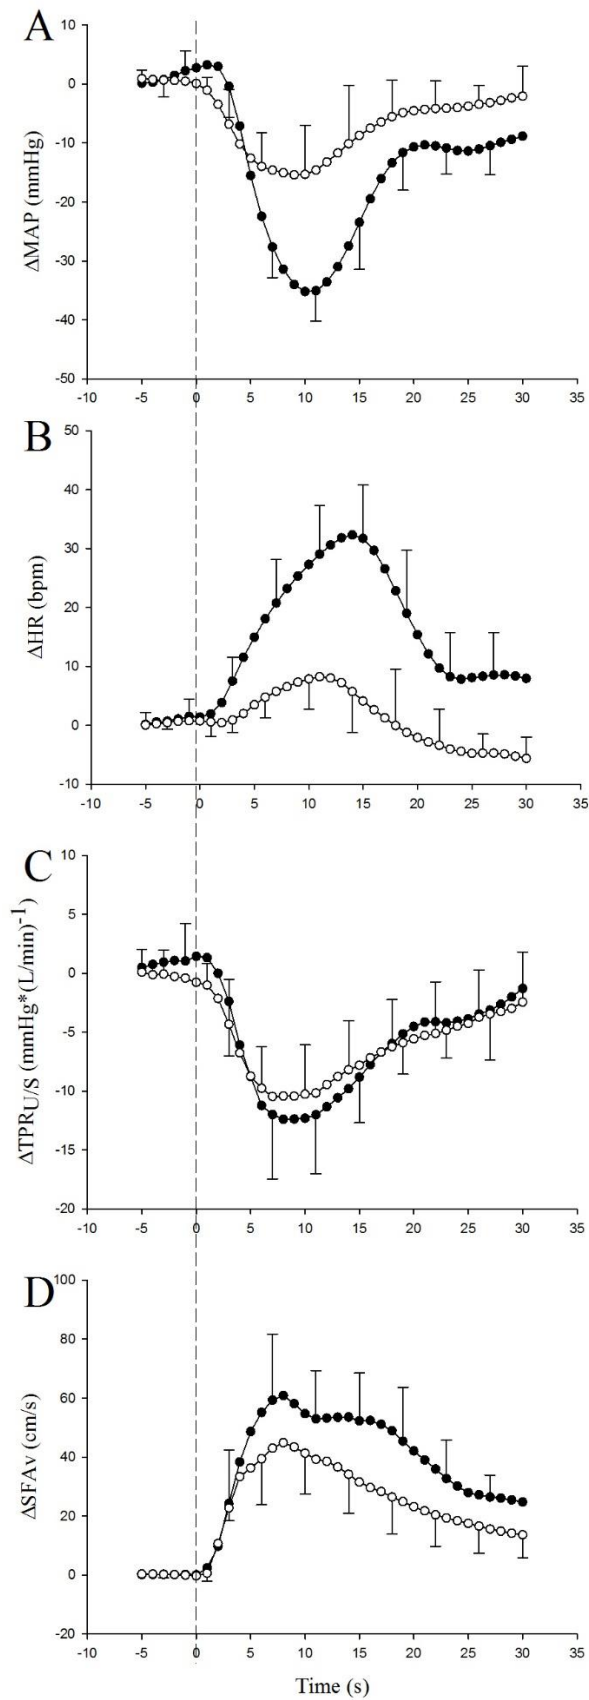 A
ΔMAP (mmHg)
10
0
-10
-20
-30
-40
-50
-10 -5 0 5 10 15 20 25 30 35
B
ΔHR (bpm)
50
40
30
20
10
0
-10
-10 -5 0 5 10 15 20 25 30 35
C
ΔTPRU/S (mmHg*(L/min)-1)
10
5
0
-5
-10
-15
-20
-10 -5 0 5 10 15 20 25 30 35
D
ΔSFAv (cm/s)
100
80
60
40
20
0
-20
-10 -5 0 5 10 15 20 25 30 35
Time (s)